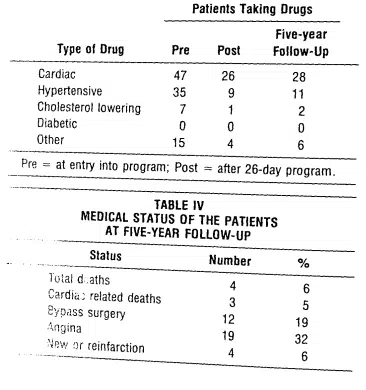 Patients Taking Drugs
Five-year
Type of Drug Pre Post Follow-Up
Cardiac 47 26 28
Hypertensive 35 9 11
Cholesterol lowering 7 1 2
Diabetic 0 0 0
Other 15 4 6
Pre = at entry into program; Post = after 26-day program.
TABLE IV
MEDICAL STATUS OF THE PATIENTS
AT FIVE-YEAR FOLLOW-UP
Status Number %
Total deaths 4 6
Cardiac related deaths 3 5
Bypass surgery 12 19
Angina 19 32
New or reinfarction 4 6